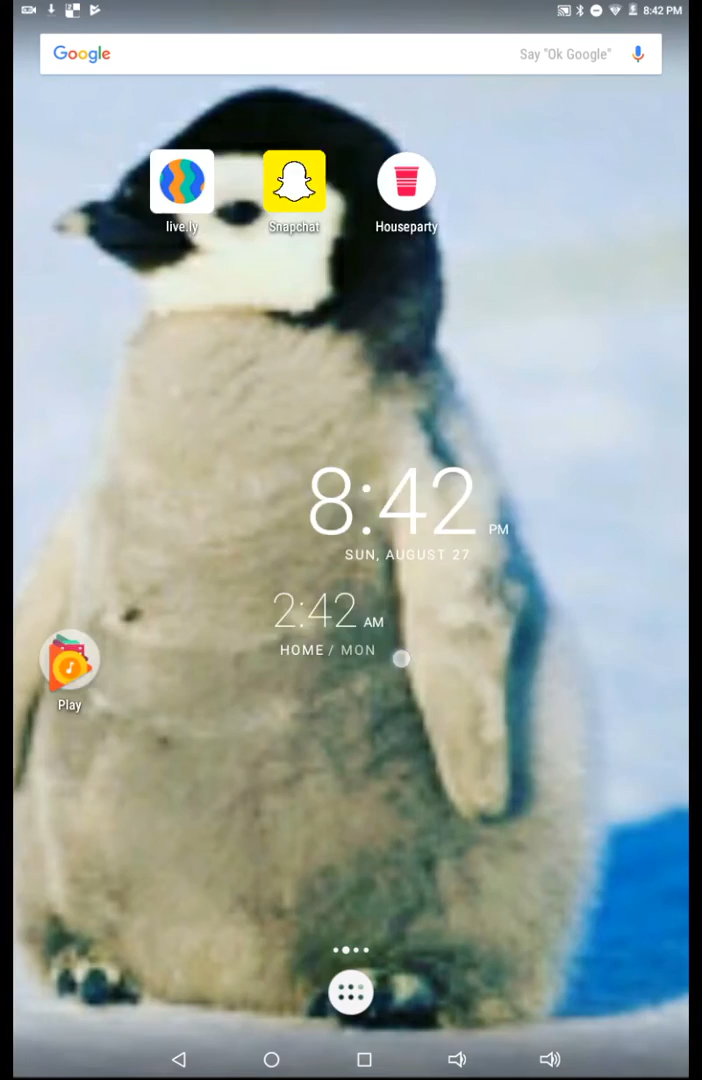 8:42 PM
Google Say "Ok Google"
live.ly Snapchat Houseparty
8:42 PM
SUN, AUGUST 27
2:42 AM
HOME / MON
Play